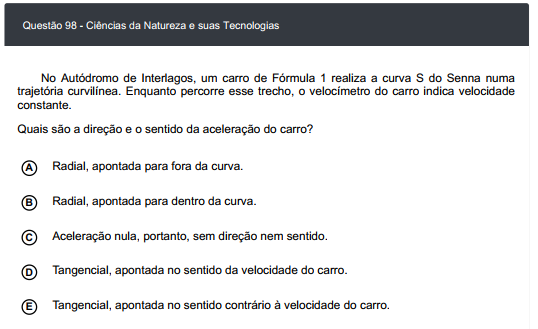 Questão 98 - Ciências da Natureza e suas Tecnologias
No Autódromo de Interlagos, um carro de Fórmula 1 realiza a curva S do Senna numa
trajetória curvilínea. Enquanto percorre esse trecho, o velocímetro do carro indica velocidade
constante.
Quais são a direção e o sentido da aceleração do carro?
A Radial, apontada para fora da curva.
B Radial, apontada para dentro da curva.
C Aceleração nula, portanto, sem direção nem sentido.
D Tangencial, apontada no sentido da velocidade do carro.
E Tangencial, apontada no sentido contrário à velocidade do carro.